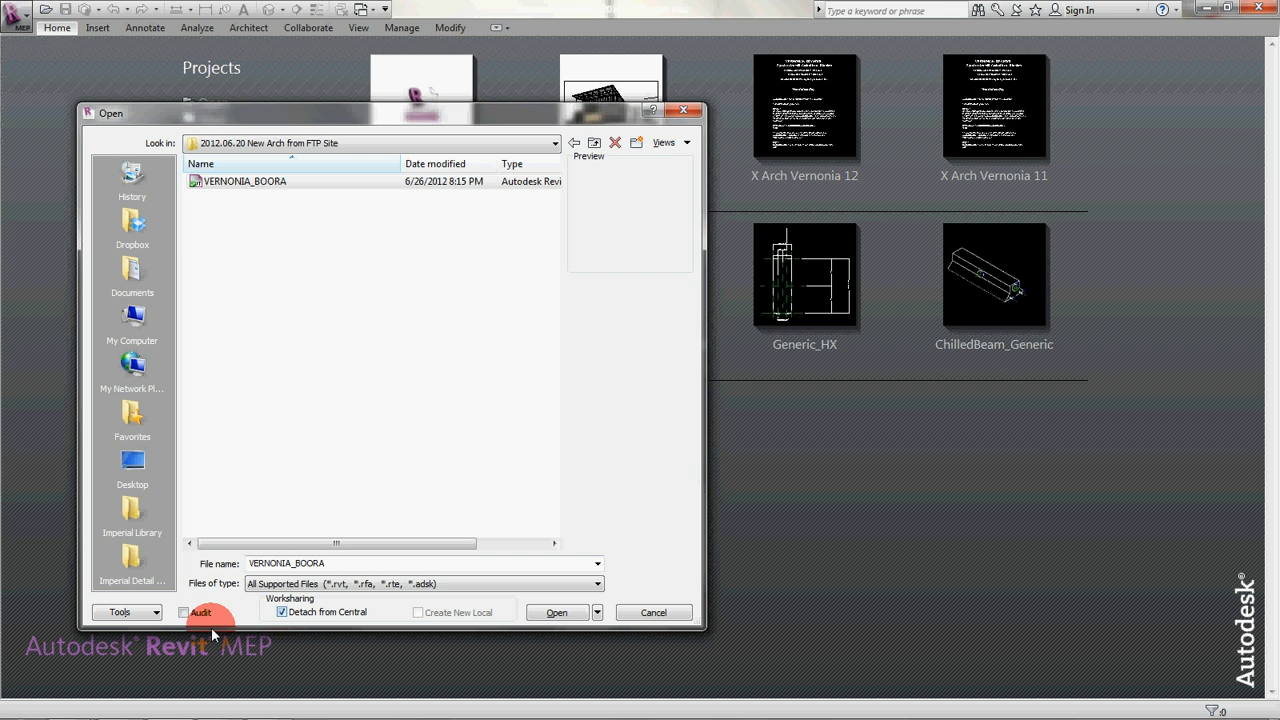 MEP
Type a keyword or phrase
Sign In
Home
Insert
Annotate
Analyze
Architect
Collaborate
View
Manage
Modify
Projects
X Arch Vernonia 12
X Arch Vernonia 11
Generic_HX
ChilledBeam_Generic
Open
Look in:
2012.06.20 New Arch from FTP Site
Views
Name
Date modified
Type
Preview
VERNONIA_BOORA
6/26/2012 8:15 PM
Autodesk Revi
History
Dropbox
Documents
My Computer
My Network Pl...
Favorites
Desktop
Imperial Library
Imperial Detail ...
File name:
VERNONIA_BOORA
Files of type:
All Supported Files (*.rvt, *.rfa, *.rte, *.adsk)
Worksharing
Tools
Audit
Detach from Central
Create New Local
Open
Cancel
Autodesk® Revit® MEP
Autodesk®
:0